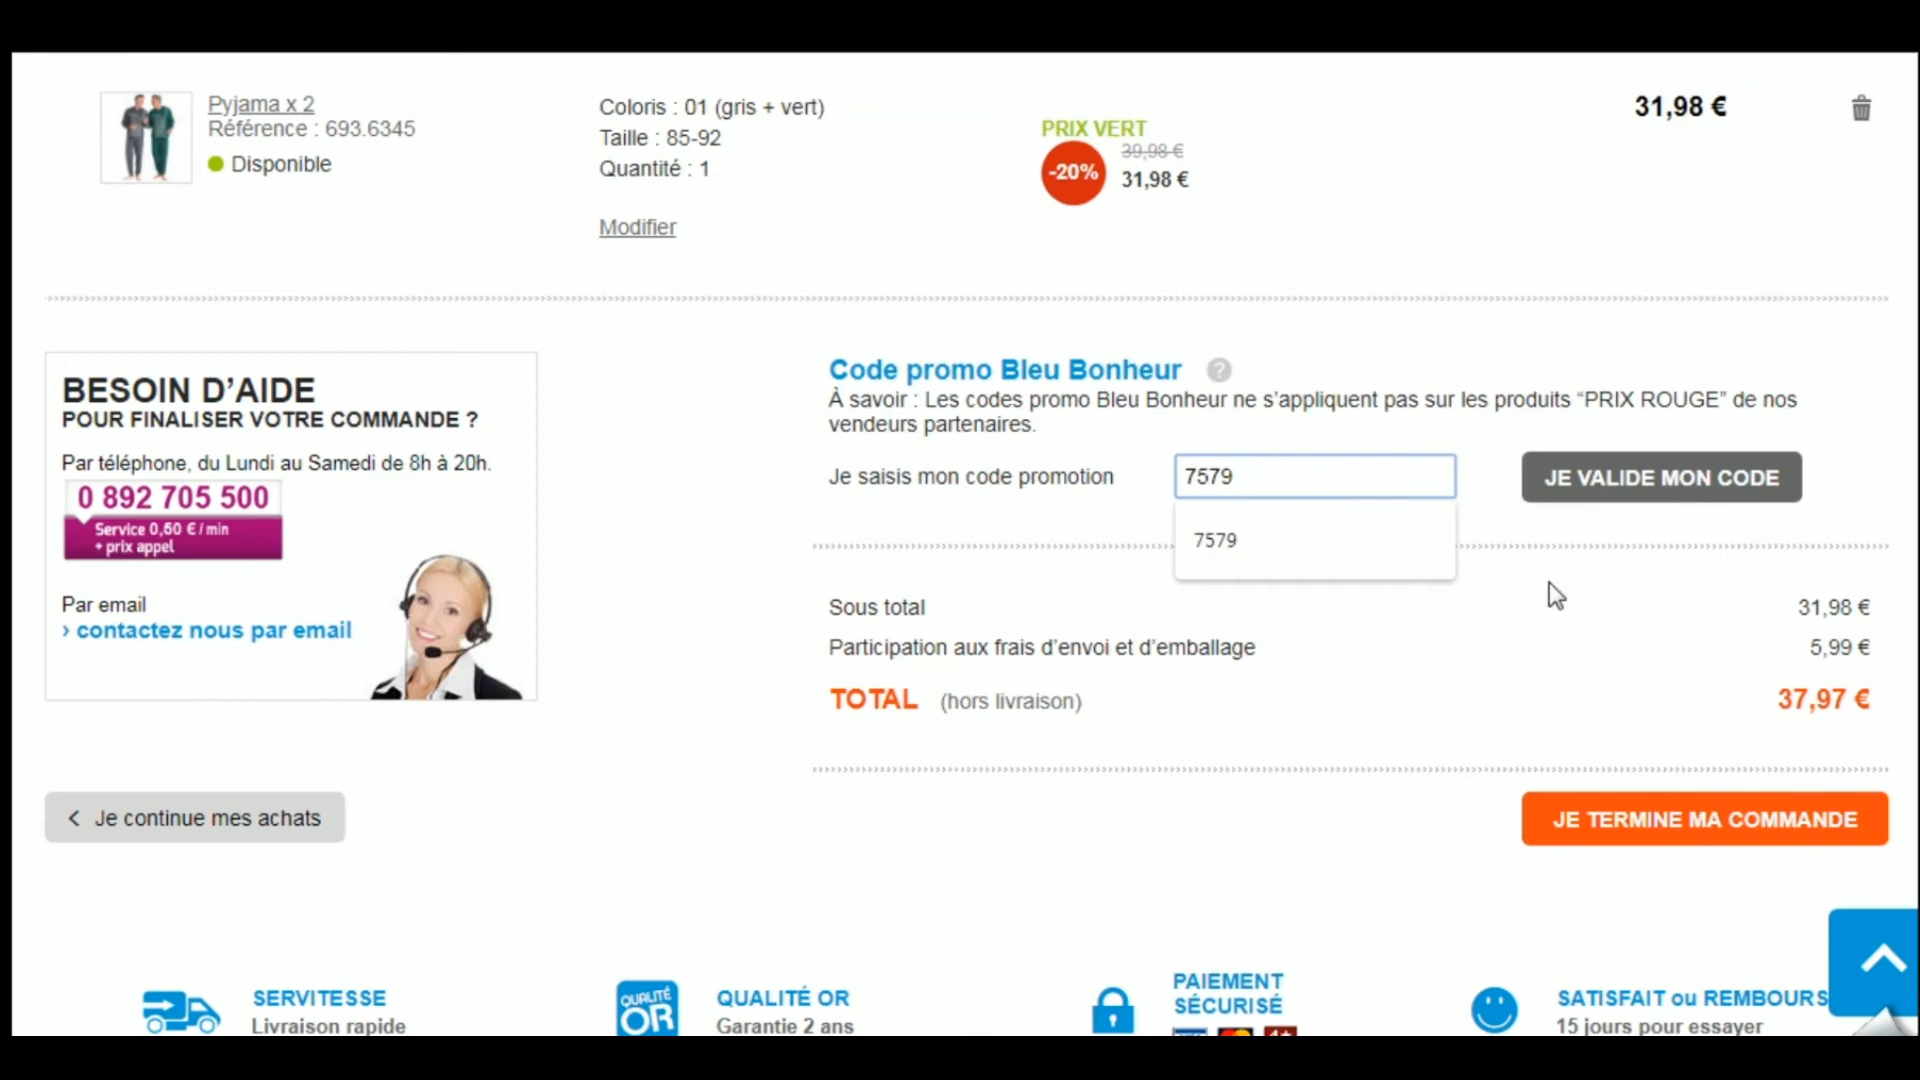 Pyjama x 2
Référence : 693.6345
Disponible
Coloris : 01 (gris + vert)
Taille : 85-92
Quantité : 1
Modifier
PRIX VERT
-20%
39,98 €
31,98 €
31,98 €
BESOIN D’AIDE
POUR FINALISER VOTRE COMMANDE ?
Par téléphone, du Lundi au Samedi de 8h à 20h.
0 892 705 500
Service 0,50 € / min
+ prix appel
Par email
› contactez nous par email
Code promo Bleu Bonheur ?
À savoir : Les codes promo Bleu Bonheur ne s’appliquent pas sur les produits “PRIX ROUGE” de nos
vendeurs partenaires.
Je saisis mon code promotion 7579 JE VALIDE MON CODE
7579
Sous total 31,98 €
Participation aux frais d’envoi et d’emballage 5,99 €
TOTAL (hors livraison) 37,97 €
< Je continue mes achats
JE TERMINE MA COMMANDE
SERVITESSE
Livraison rapide
QUALITÉ
OR
QUALITÉ OR
Garantie 2 ans
PAIEMENT
SÉCURISÉ
SATISFAIT ou REMBOURS
15 jours pour essayer